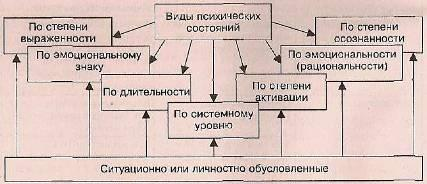 Виды психических
состояний
По степени
выраженности
По степени
осознанности
По эмоциональному
знаку
По эмоциональности
(рациональности)
По длительности
По степени
активации
По системному
уровню
Ситуационно или личностно обусловленные